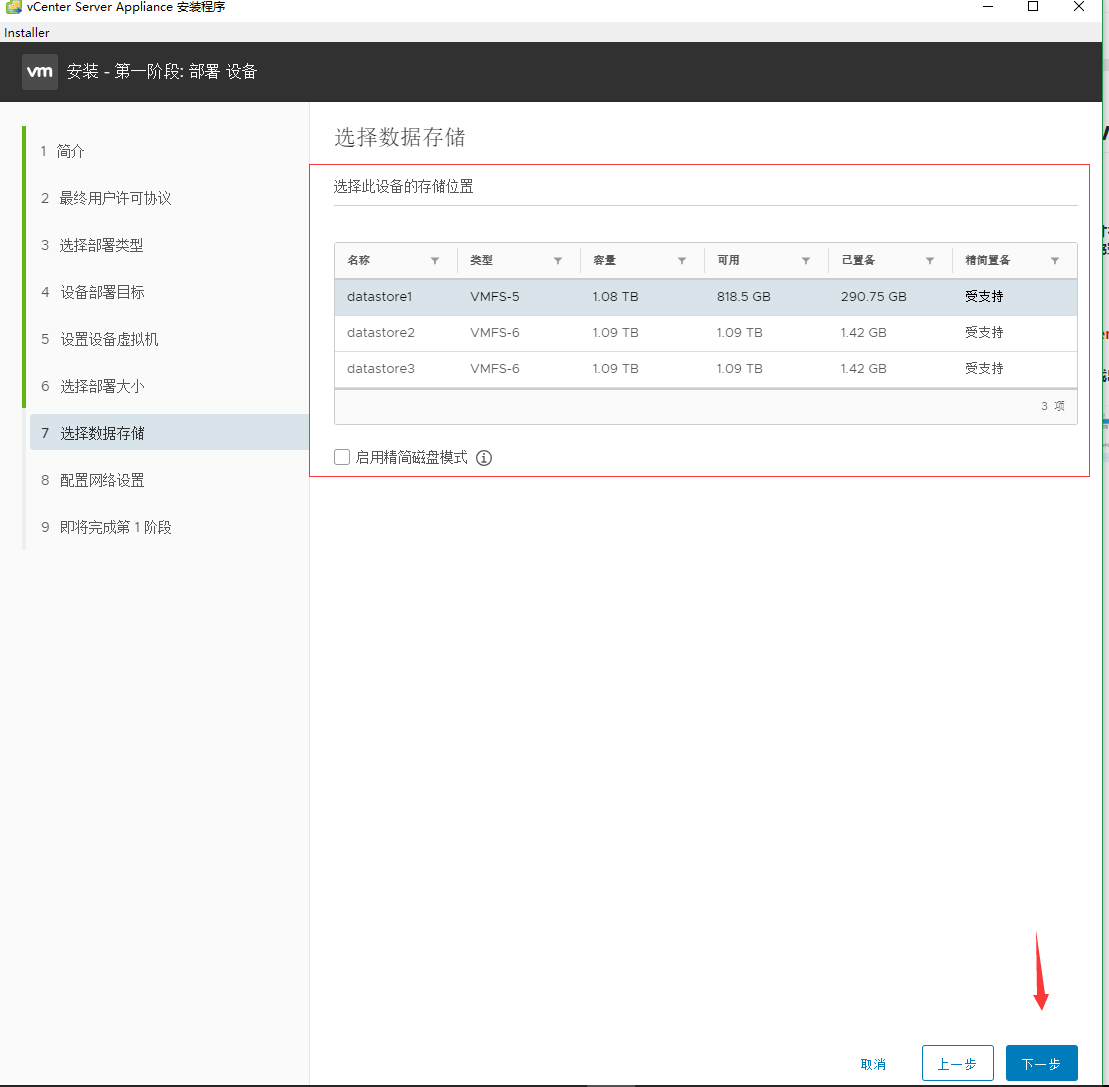 vCenter Server Appliance 安装程序
Installer
vm 安装 - 第一阶段: 部署 设备
1 简介
2 最终用户许可协议
3 选择部署类型
4 设备部署目标
5 设置设备虚拟机
6 选择部署大小
7 选择数据存储
8 配置网络设置
9 即将完成第 1 阶段
选择数据存储
选择此设备的存储位置
名称 类型 容量 可用 已置备 精简置备
datastore1 VMFS-5 1.08 TB 818.5 GB 290.75 GB 受支持
datastore2 VMFS-6 1.09 TB 1.09 TB 1.42 GB 受支持
datastore3 VMFS-6 1.09 TB 1.09 TB 1.42 GB 受支持
3 项
启用精简磁盘模式
取消 上一步 下一步